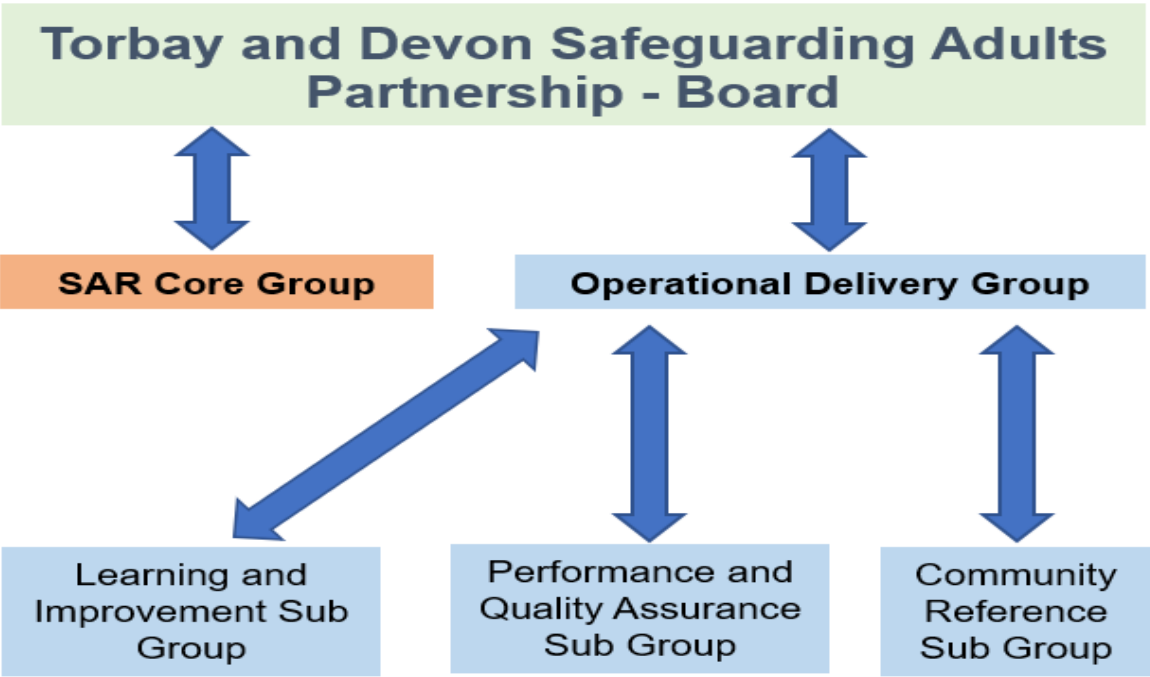 Torbay and Devon Safeguarding Adults
Partnership - Board
SAR Core Group
Operational Delivery Group
Learning and
Improvement Sub
Group
Performance and
Quality Assurance
Sub Group
Community
Reference
Sub Group